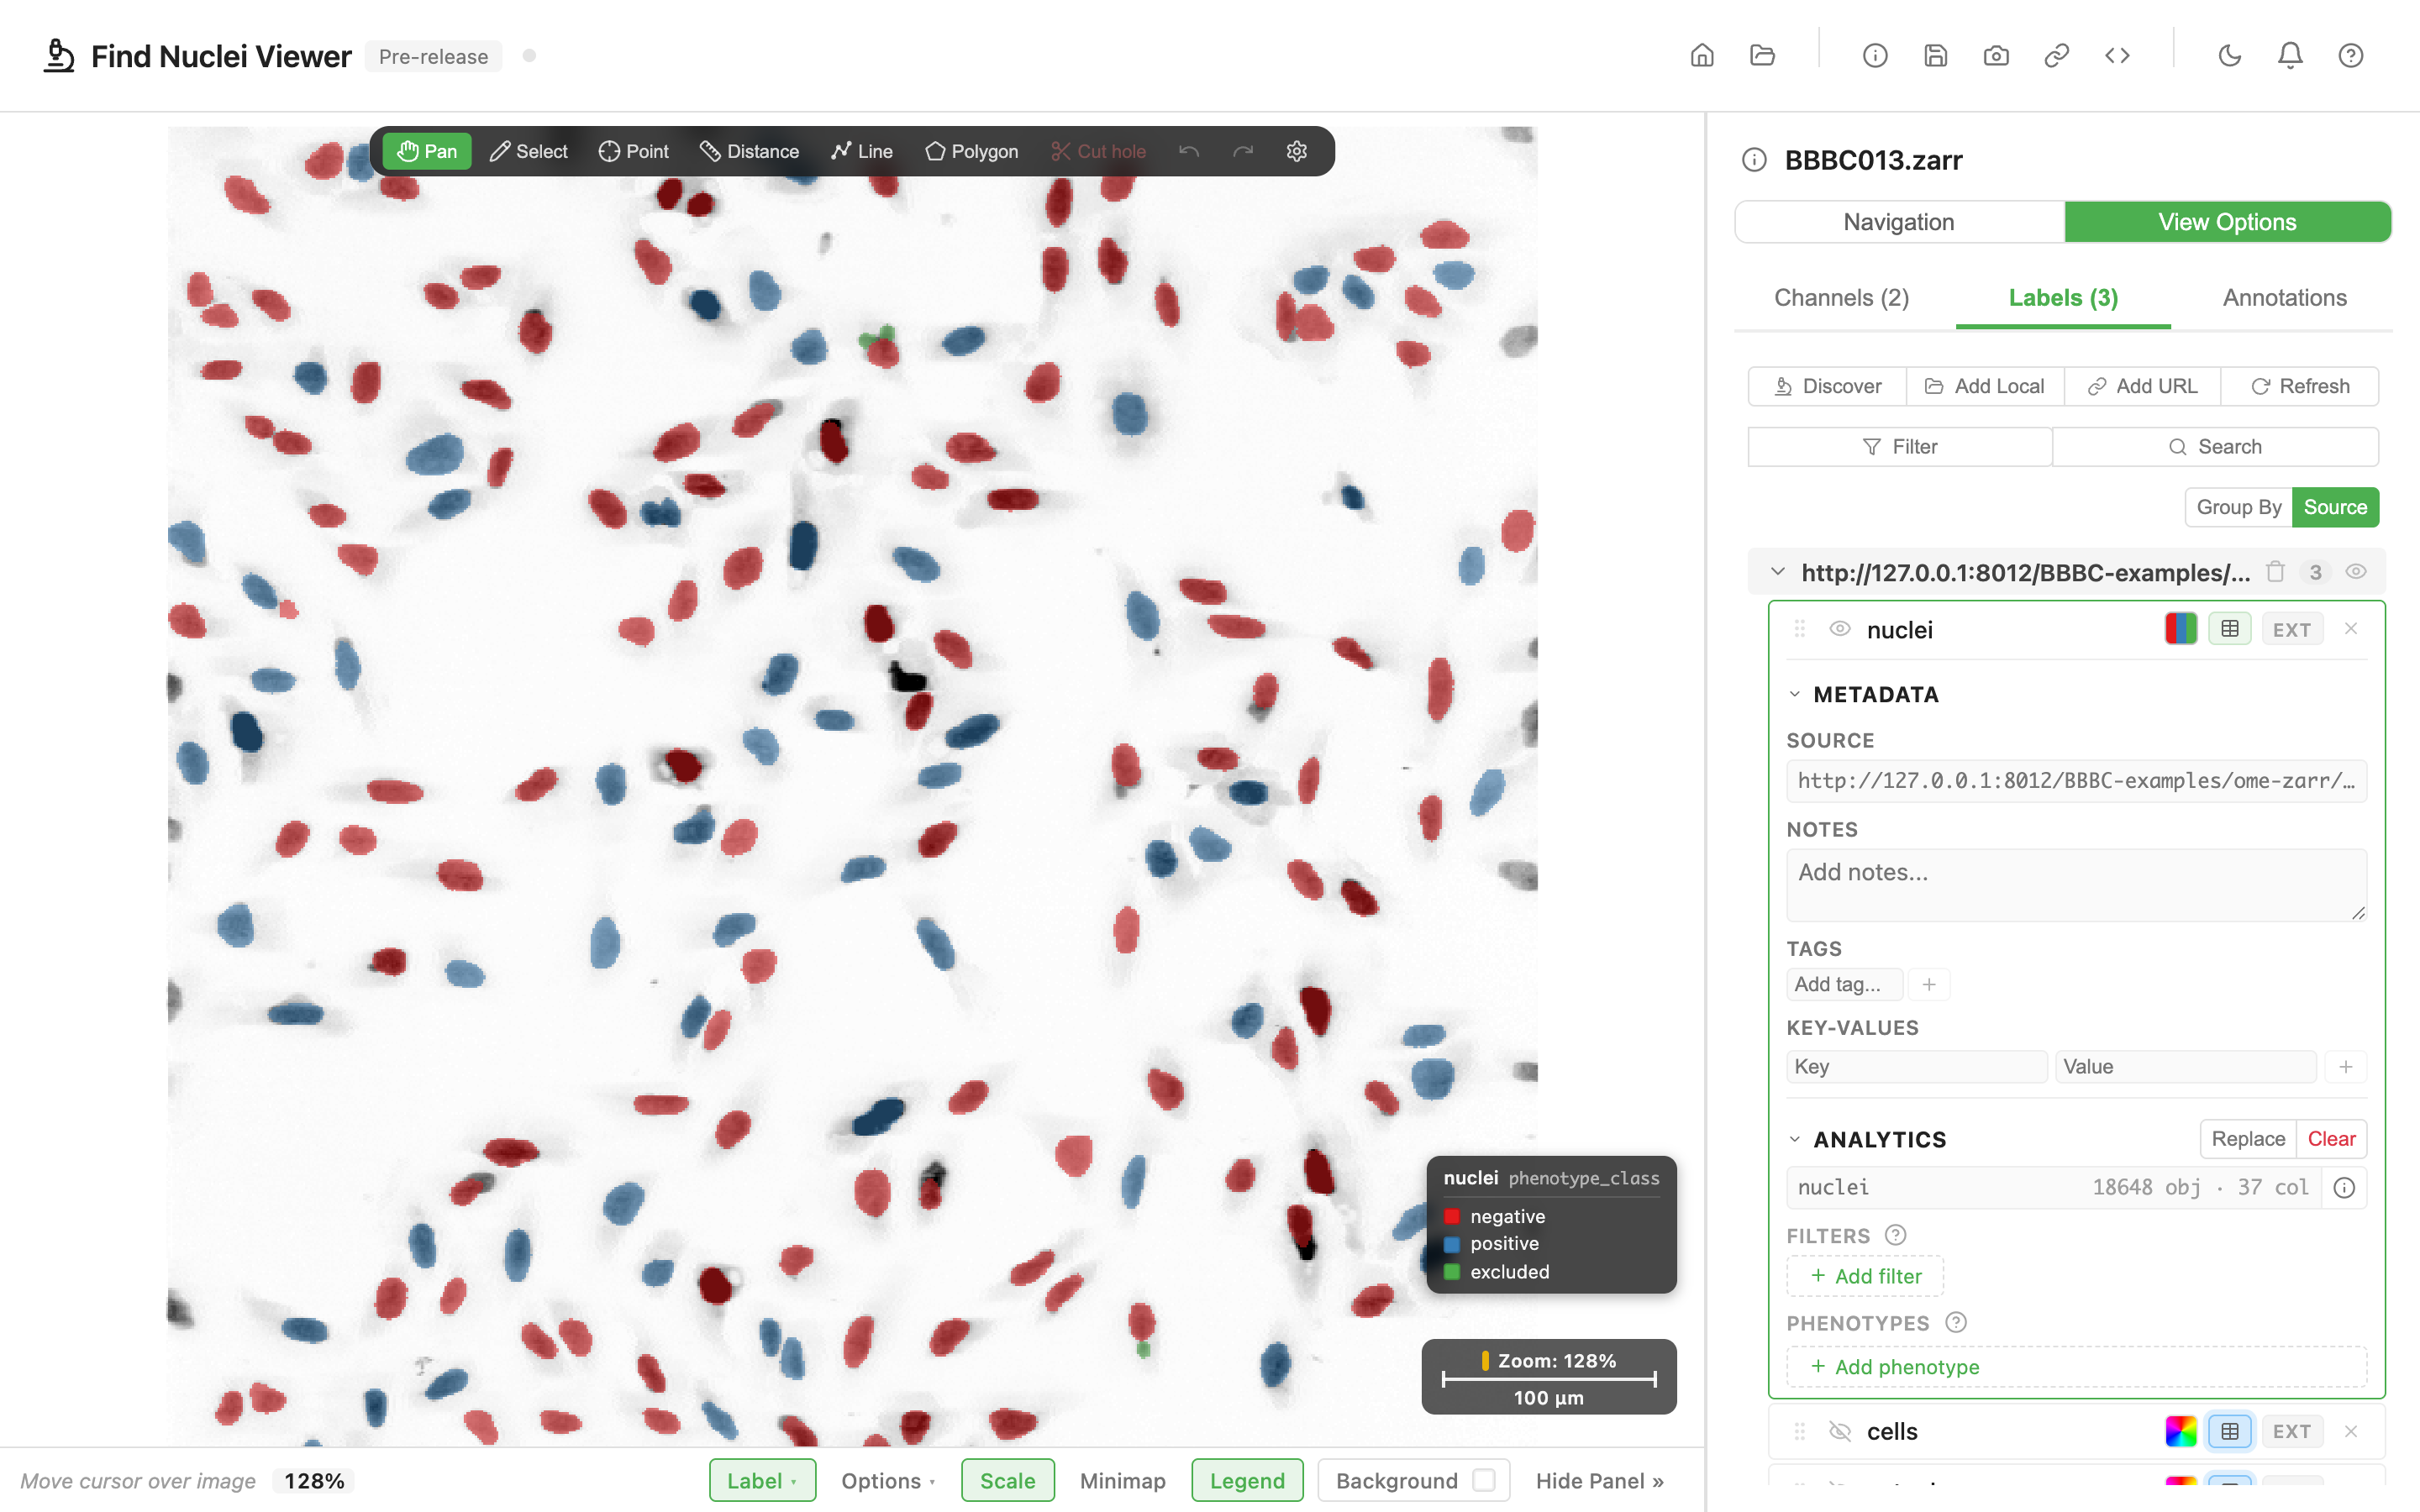 Find Nuclei Viewer Pre-release
Pan Select Point Distance Line Polygon Cut hole
BBBC013.zarr
Navigation View Options
Channels (2) Labels (3) Annotations
Discover Add Local Add URL Refresh
Filter Search
Group By Source
http://127.0.0.1:8012/BBBC-examples/... 3
nuclei EXT
METADATA
SOURCE
http://127.0.0.1:8012/BBBC-examples/ome-zarr/…
NOTES
Add notes...
TAGS
Add tag...
KEY-VALUES
Key Value
ANALYTICS Replace Clear
nuclei 18648 obj · 37 col
FILTERS
+ Add filter
PHENOTYPES
+ Add phenotype
cells EXT
nuclei phenotype_class
negative
positive
excluded
Zoom: 128%
100 μm
Move cursor over image 128%
Label Options Scale Minimap Legend Background Hide Panel »